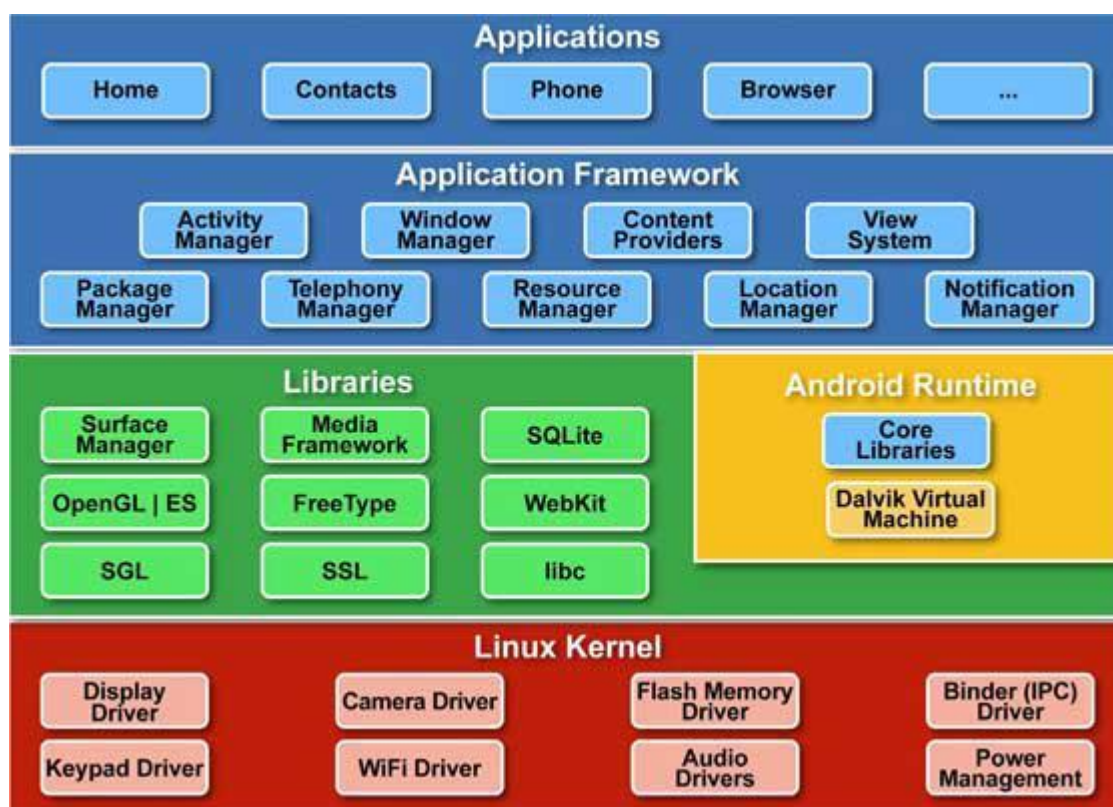 Applications
Home
Contacts
Phone
Browser
...
Application Framework
Activity
Manager
Window
Manager
Content
Providers
View
System
Package
Manager
Telephony
Manager
Resource
Manager
Location
Manager
Notification
Manager
Libraries
Surface
Manager
Media
Framework
SQLite
OpenGL | ES
FreeType
WebKit
SGL
SSL
libc
Android Runtime
Core
Libraries
Dalvik Virtual
Machine
Linux Kernel
Display
Driver
Camera Driver
Flash Memory
Driver
Binder (IPC)
Driver
Keypad Driver
WiFi Driver
Audio
Drivers
Power
Management